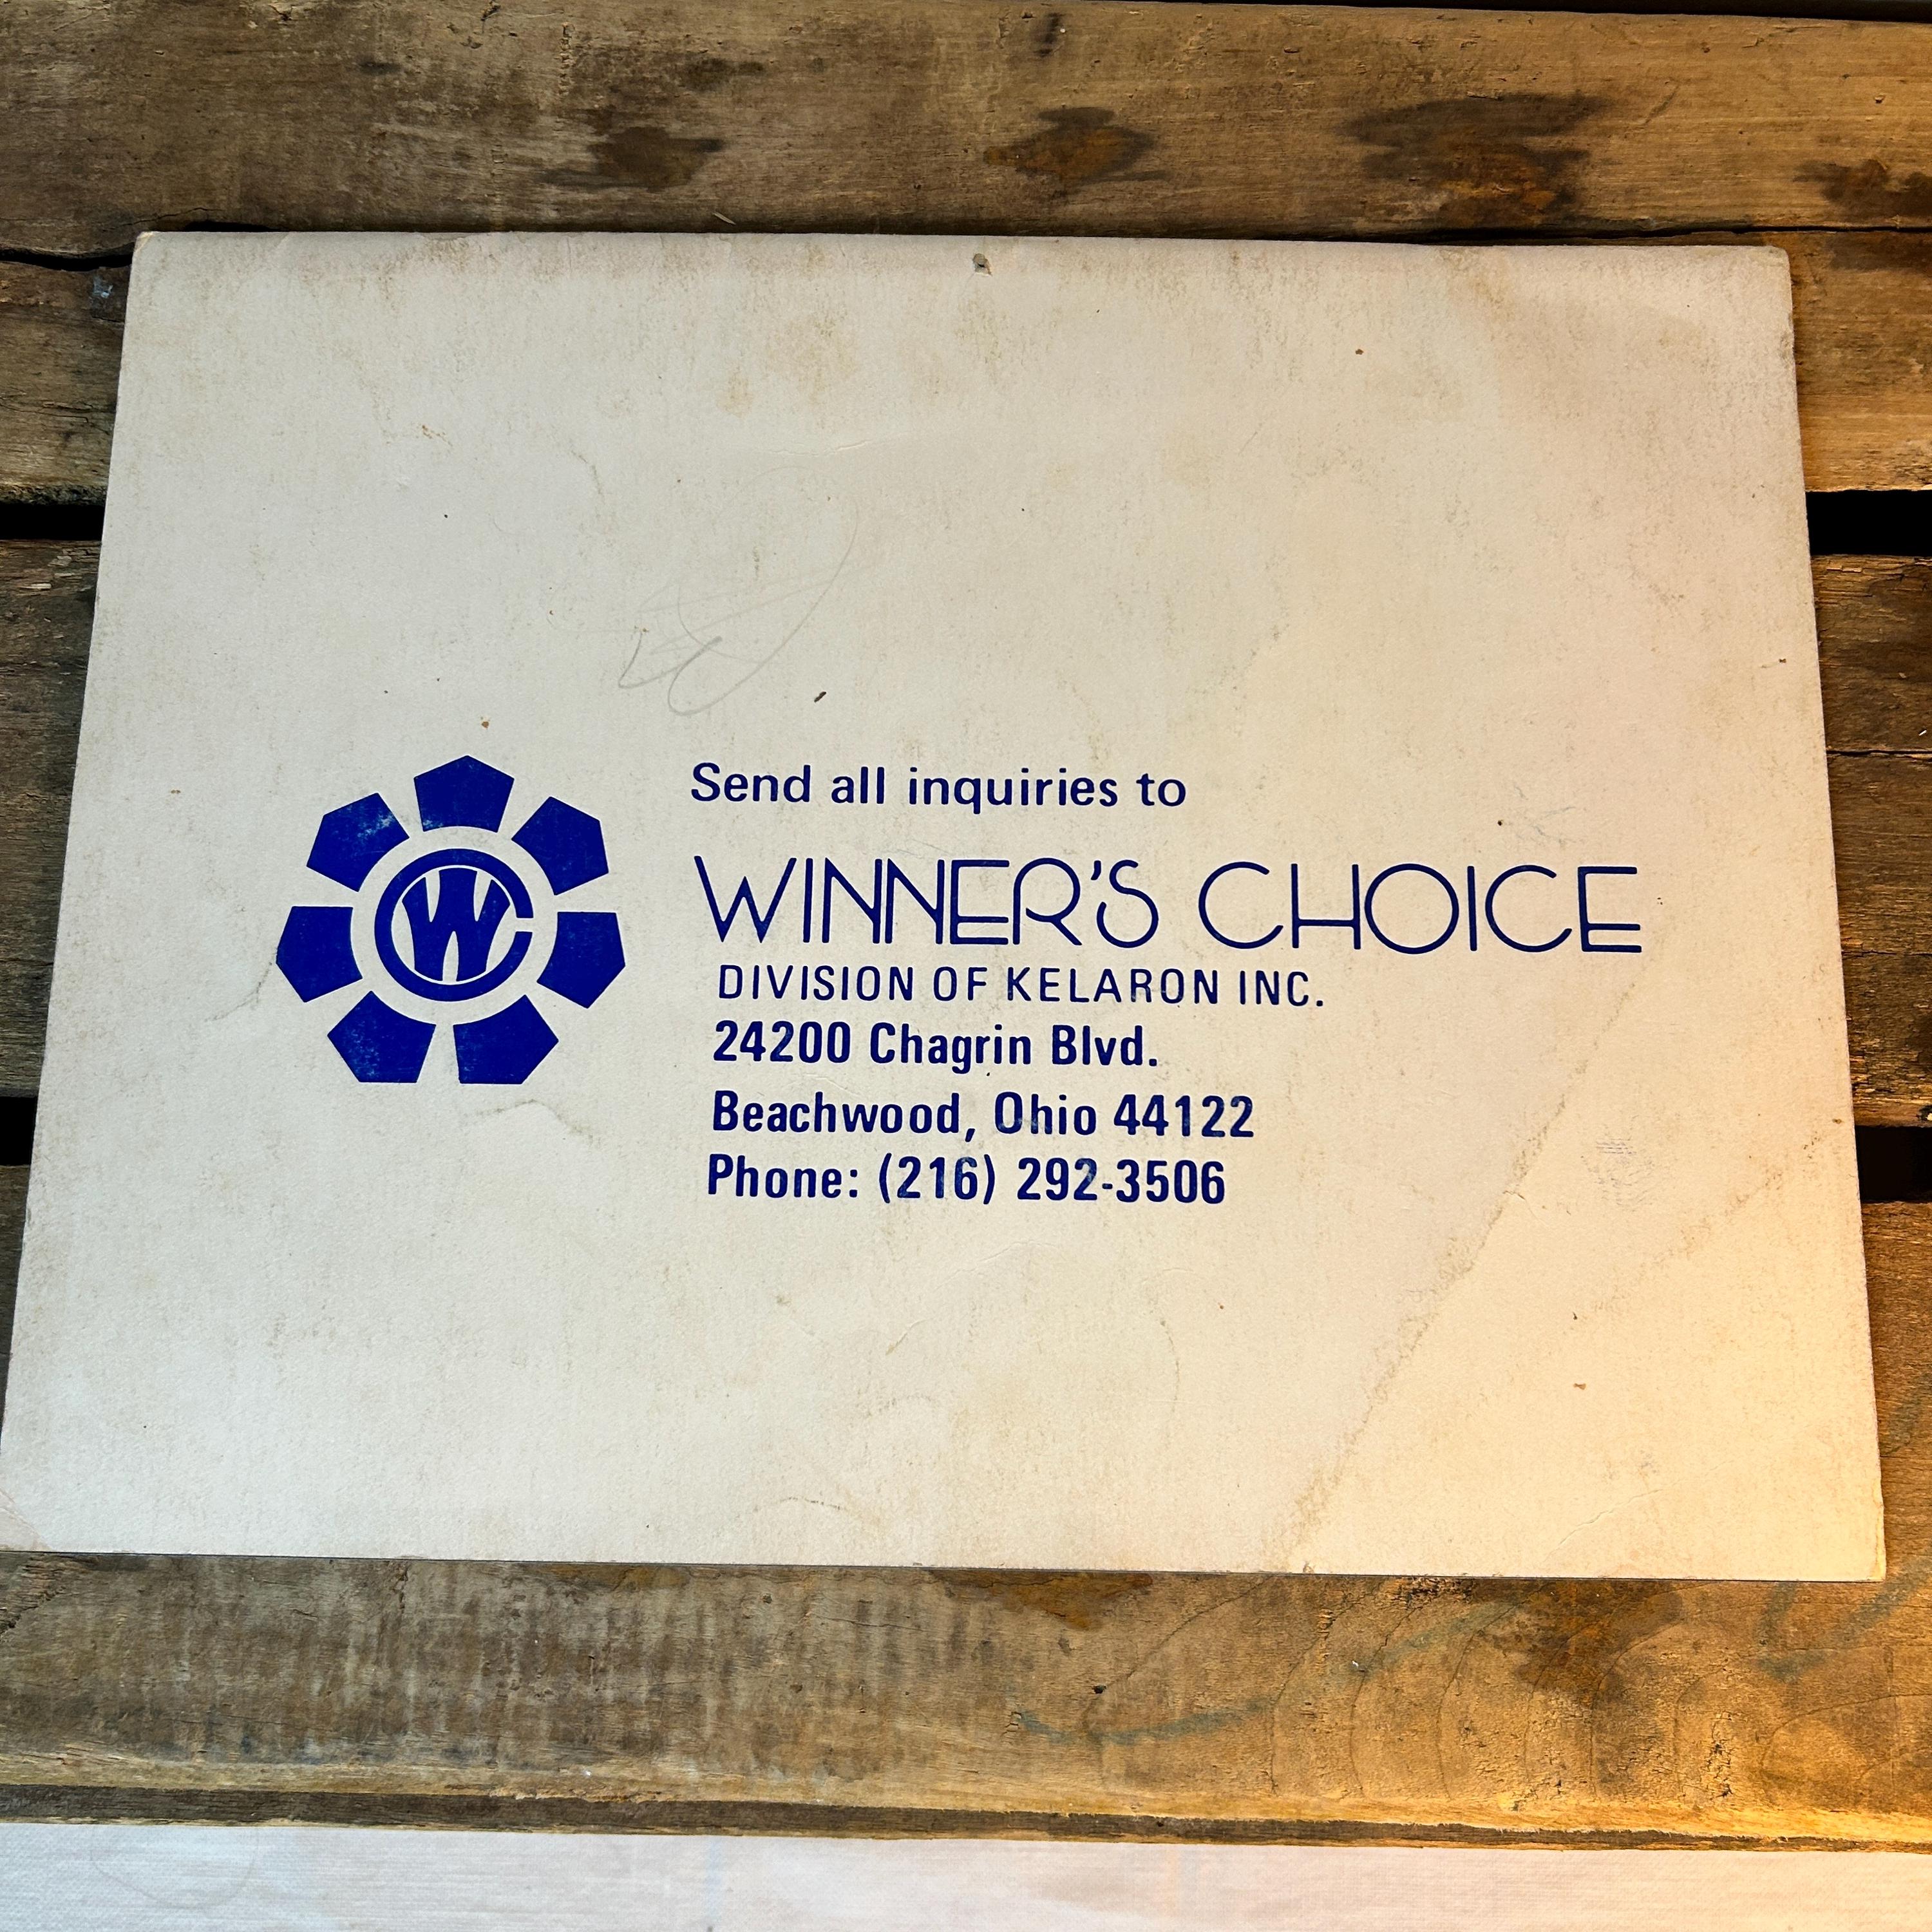 WC
Send all inquiries to
WINNER'S CHOICE
DIVISION OF KELARON INC.
24200 Chagrin Blvd.
Beachwood, Ohio 44122
Phone: (216) 292-3506